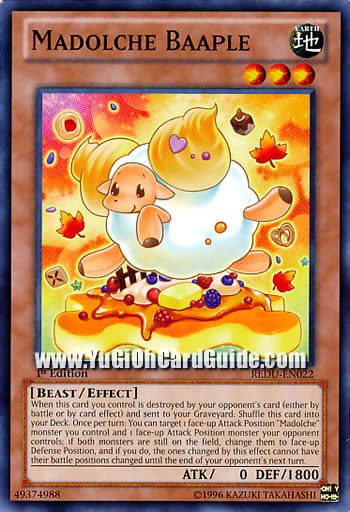 MADOLCHE BAAPLE
EARTH
地
www.YuGiOhCardGuide.com
1st Edition
REDU-EN022
[BEAST / EFFECT]
When this card you control is destroyed by your opponent's card (either by
battle or by card effect) and sent to your Graveyard: Shuffle this card into
your Deck. Once per turn: You can target 1 face-up Attack Position "Madolche"
monster you control and 1 face-up Attack Position monster your opponent
controls; if both monsters are still on the field, change them to face-up
Defense Position, and if you do, the ones changed by this effect cannot have
their battle positions changed until the end of your opponent's next turn.
ATK / 0 DEF/1800
49374988
©1996 KAZUKI TAKAHASHI